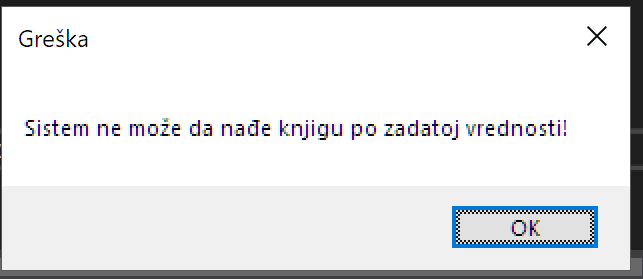 Greška
Sistem ne može da nađe knjigu po zadatoj vrednosti!
OK